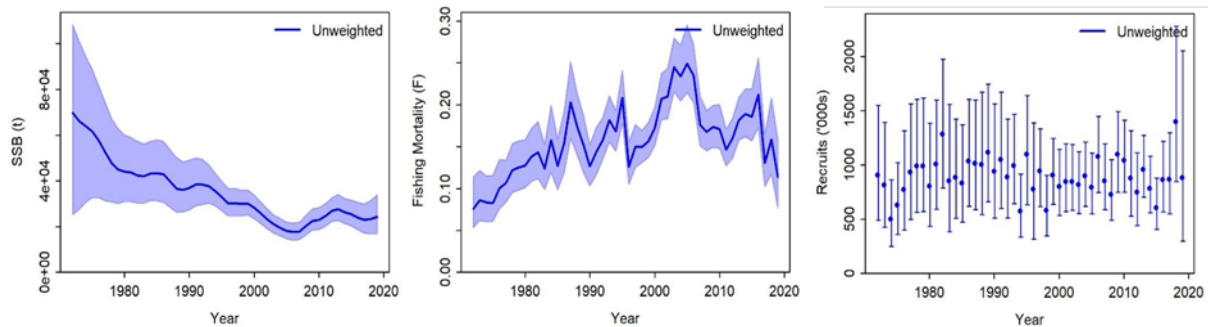 Unweighted
SSB (t)
8e+04
4e+04
0e+00
1980 1990 2000 2010 2020
Year
Unweighted
Fishing Mortality (F)
0.30
0.20
0.10
0.00
1980 1990 2000 2010 2020
Year
Unweighted
Recruits ('000s)
2000
1500
1000
500
0
1980 1990 2000 2010 2020
Year